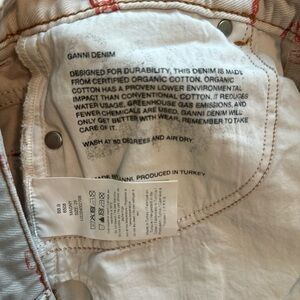 GANNI DENIM
DESIGNED FOR DURABILITY, THIS DENIM IS MADE
FROM CERTIFIED ORGANIC COTTON. ORGANIC
COTTON HAS A PROVEN LOWER ENVIRONMENTAL
IMPACT THAN CONVENTIONAL COTTON. IT REDUCES
WATER USAGE, GREENHOUSE GAS EMISSIONS, AND
FEWER CHEMICALS ARE USED. GANNI DENIM WILL
ONLY GET BETTER WITH WEAR. REMEMBER TO TAKE
CARE OF IT.
WASH AT 30 DEGREES AND AIR DRY.
GANNI. PRODUCED IN TURKEY